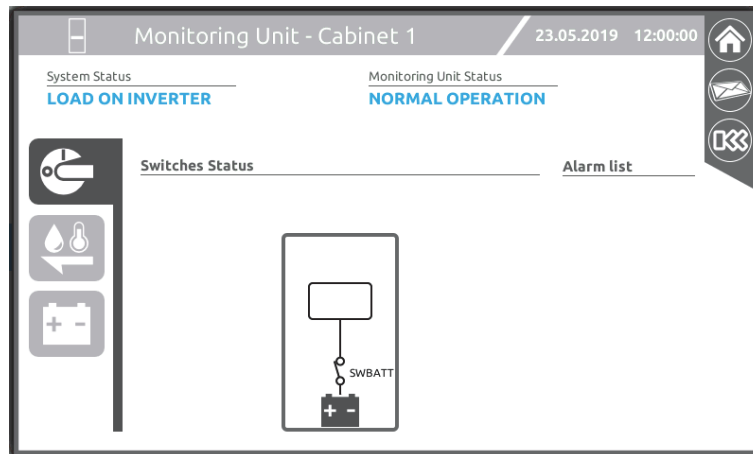 Monitoring Unit - Cabinet 1
23.05.2019 12:00:00
System Status
LOAD ON INVERTER
Monitoring Unit Status
NORMAL OPERATION
Switches Status
Alarm list
SWBATT
+ -
+ -